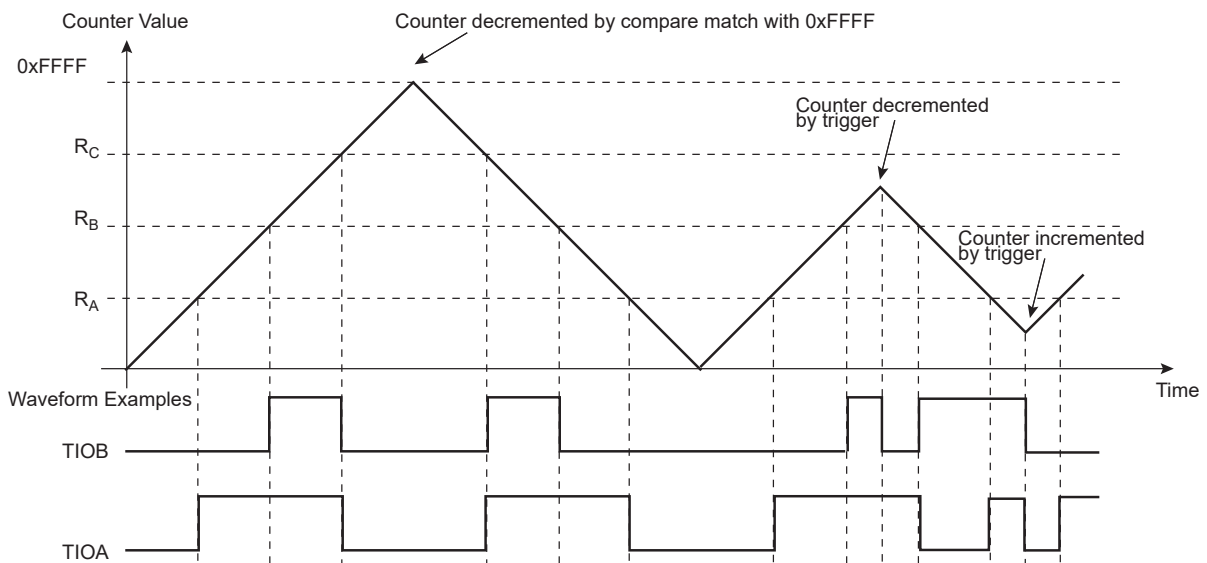 Counter Value
Counter decremented by compare match with 0xFFFF
0xFFFF
Counter decremented
by trigger
RC
RB
Counter incremented
by trigger
RA
Time
Waveform Examples
TIOB
TIOA